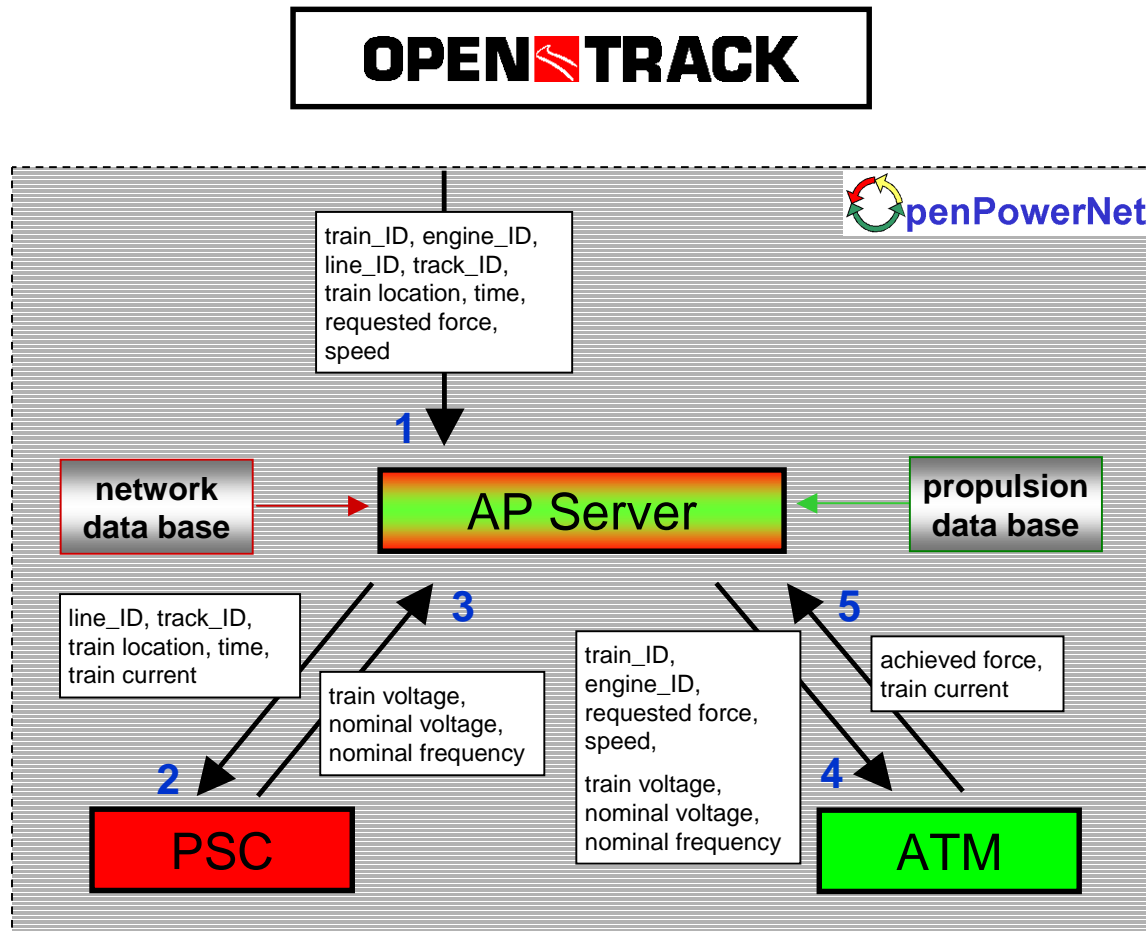 OPEN TRACK
OpenPowerNet
train_ID, engine_ID,
line_ID, track_ID,
train location, time,
requested force,
speed
1
network
data base
AP Server
propulsion
data base
3
5
line_ID, track_ID,
train location, time,
train current
train_ID,
engine_ID,
requested force,
speed,
train voltage,
nominal voltage,
nominal frequency
achieved force,
train current
train voltage,
nominal voltage,
nominal frequency
2
4
PSC
ATM